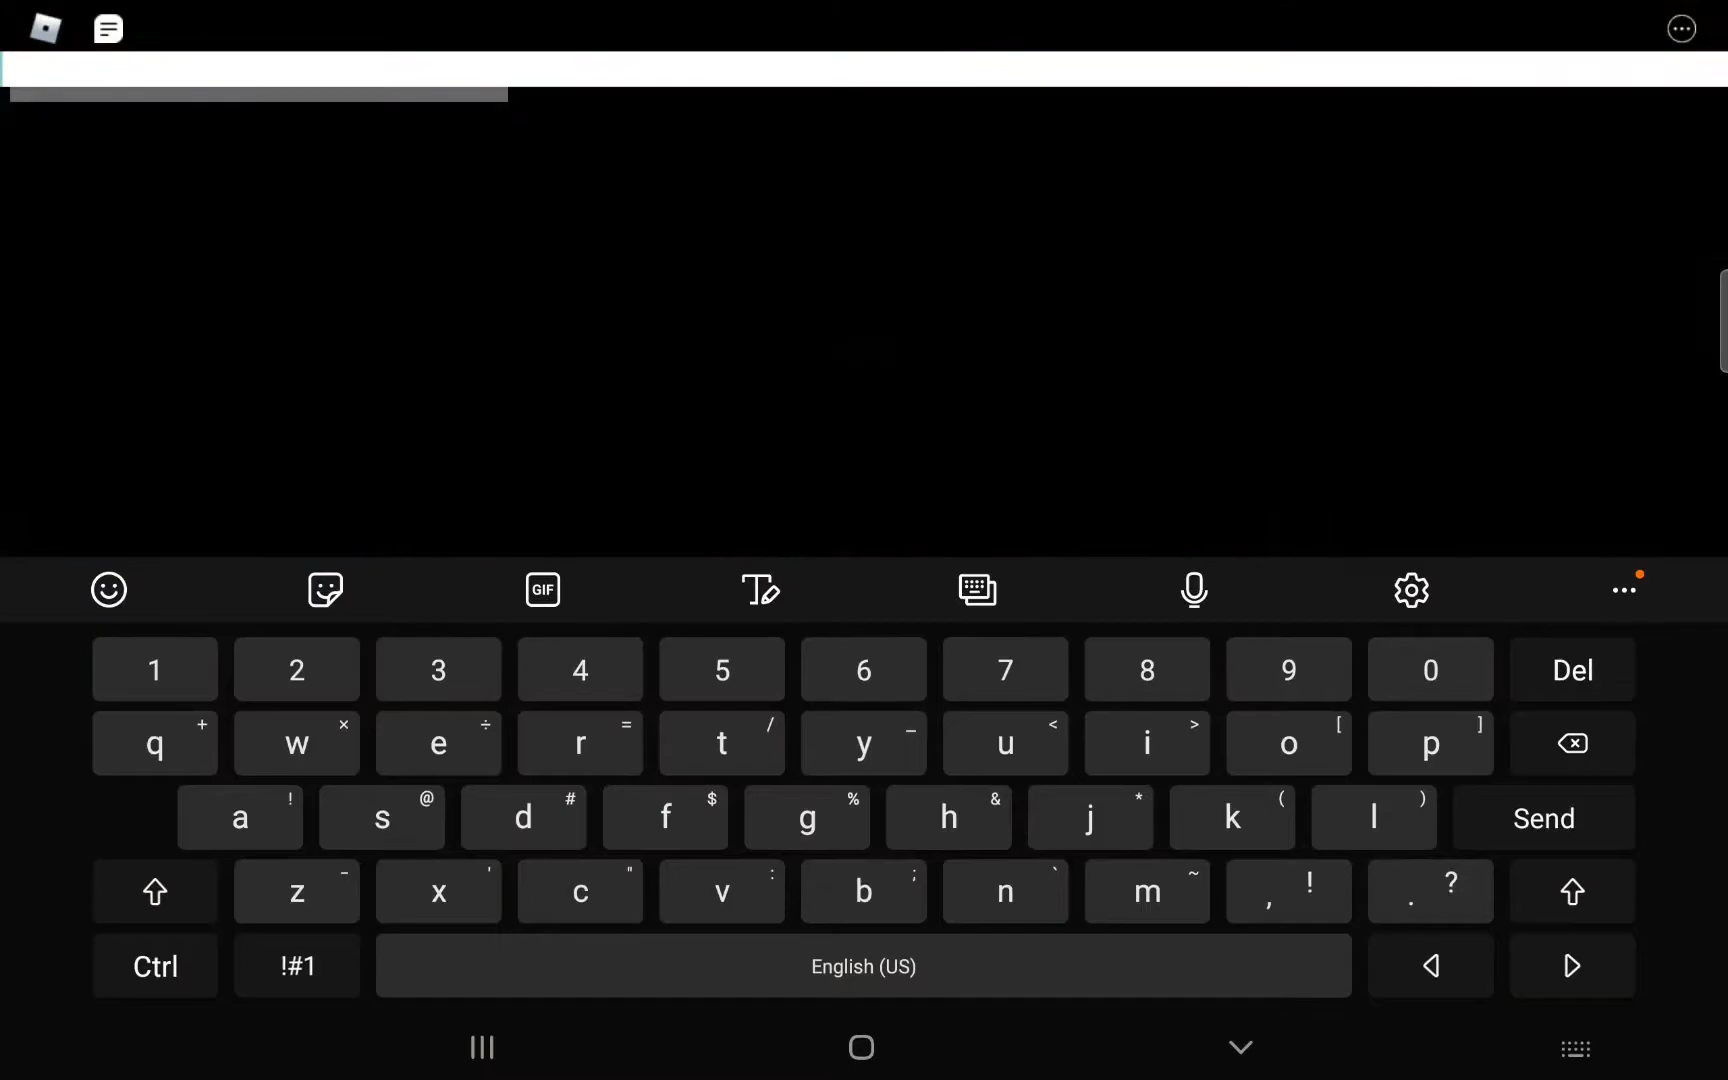 GIF
1 2 3 4 5 6 7 8 9 0 Del
q + w × e ÷ r = t / y _ u < i > o [ p ]
a ! s @ d # f $ g % h & j * k ( l ) Send
z - x ' c " v : b ; n ` m ~ , ! . ?
Ctrl !#1 English (US)